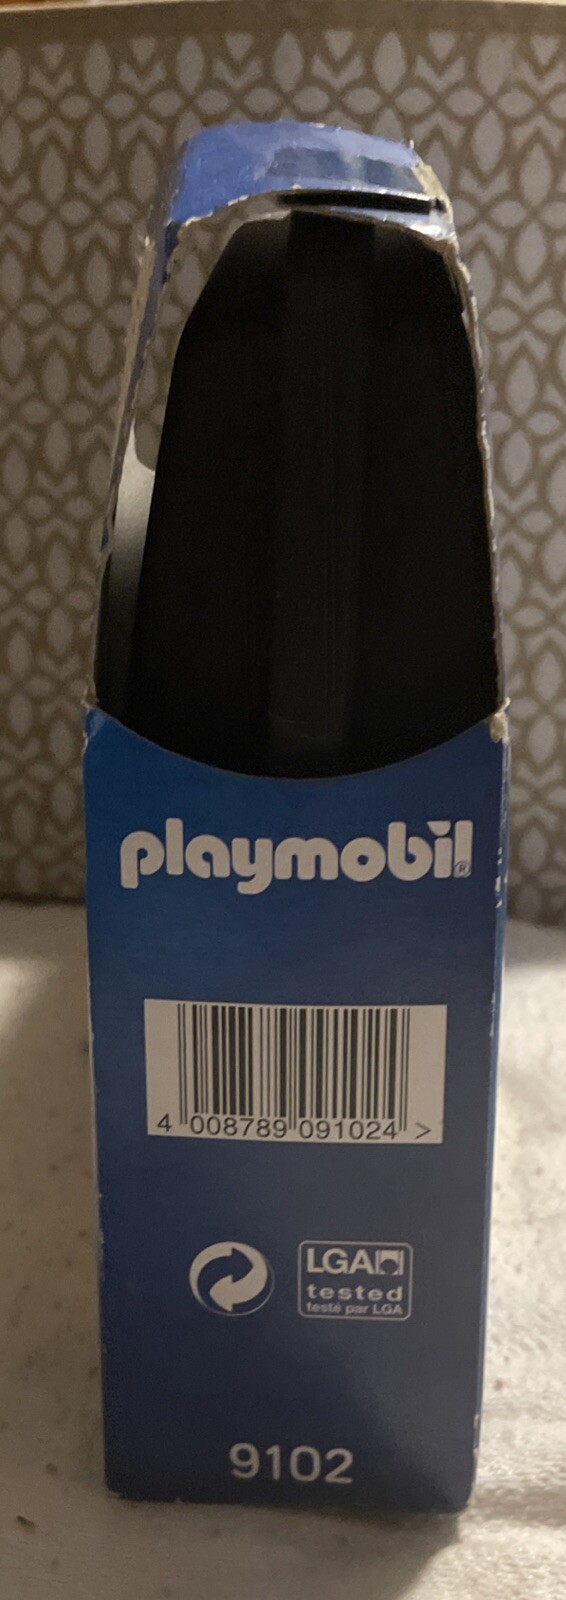 playmobil®
4 008789 091024 >
LGA
tested
testé par LGA
9102